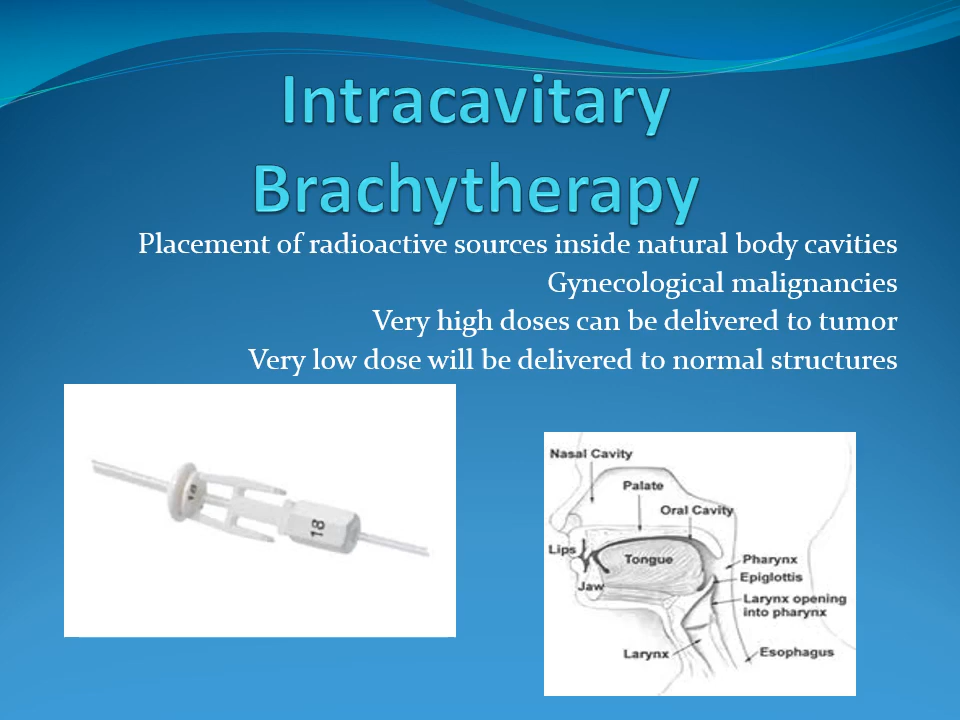 Intracavitary
Brachytherapy
Placement of radioactive sources inside natural body cavities
Gynecological malignancies
Very high doses can be delivered to tumor
Very low dose will be delivered to normal structures
18
18
Nasal Cavity
Palate
Oral Cavity
Lips
Tongue
Pharynx
Epiglottis
Jaw
Larynx opening
into pharynx
Larynx
Esophagus